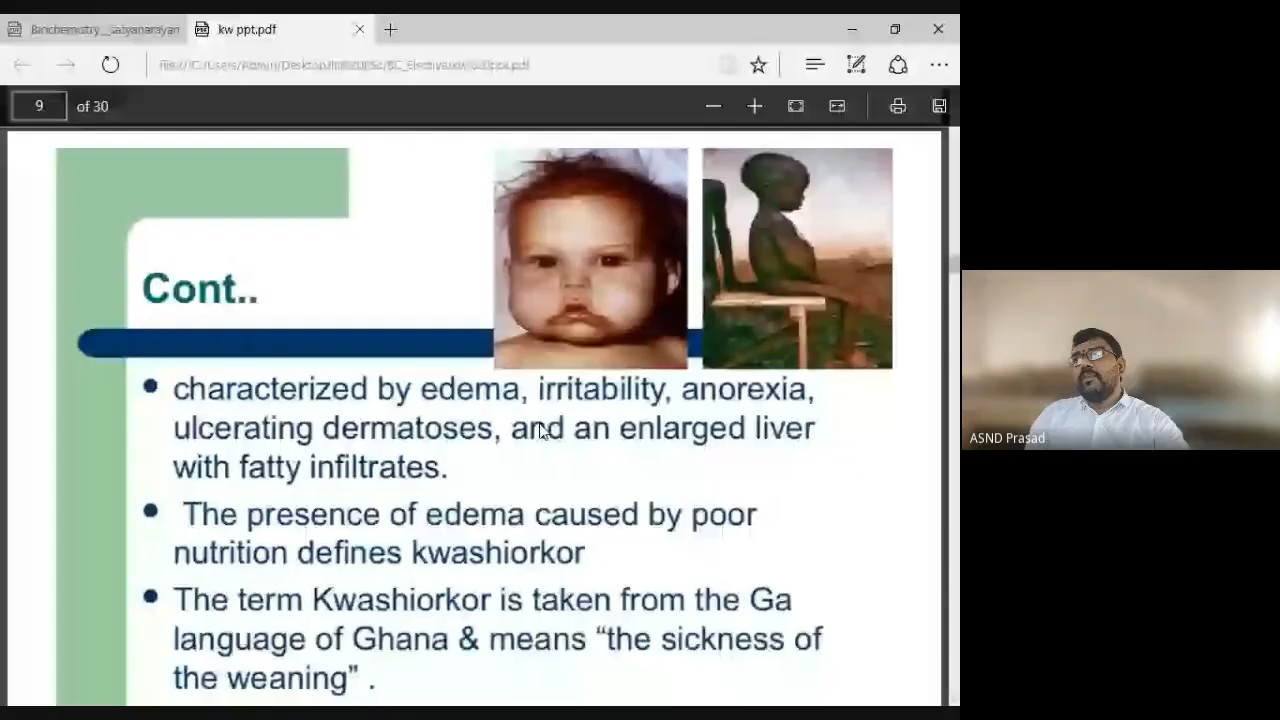 kw ppt.pdf
9 of 30
Cont..
characterized by edema, irritability, anorexia,
ulcerating dermatoses, and an enlarged liver
with fatty infiltrates.
The presence of edema caused by poor
nutrition defines kwashiorkor
The term Kwashiorkor is taken from the Ga
language of Ghana & means “the sickness of
the weaning” .
ASND Prasad